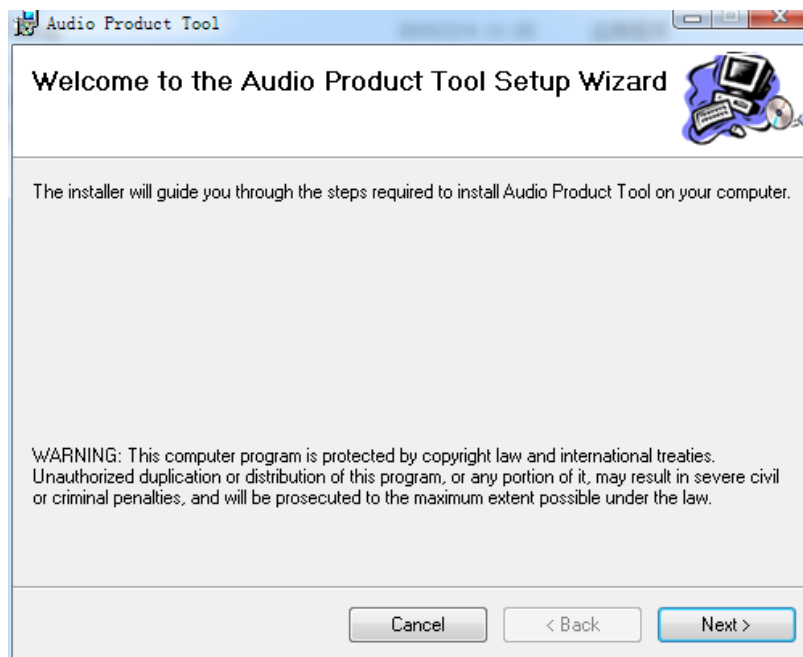 Audio Product Tool
Welcome to the Audio Product Tool Setup Wizard
The installer will guide you through the steps required to install Audio Product Tool on your computer.
WARNING: This computer program is protected by copyright law and international treaties.
Unauthorized duplication or distribution of this program, or any portion of it, may result in severe civil
or criminal penalties, and will be prosecuted to the maximum extent possible under the law.
Cancel
< Back
Next >